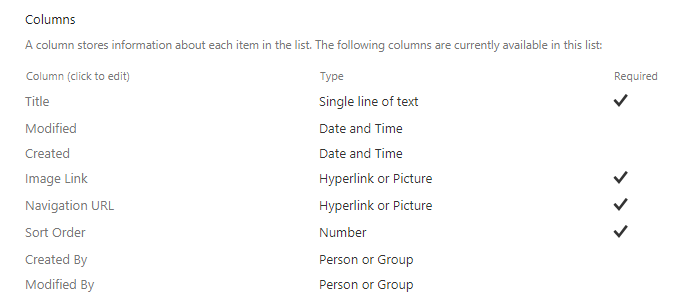 Columns
A column stores information about each item in the list. The following columns are currently available in this list:
Column (click to edit) Type Required
Title Single line of text
Modified Date and Time
Created Date and Time
Image Link Hyperlink or Picture
Navigation URL Hyperlink or Picture
Sort Order Number
Created By Person or Group
Modified By Person or Group